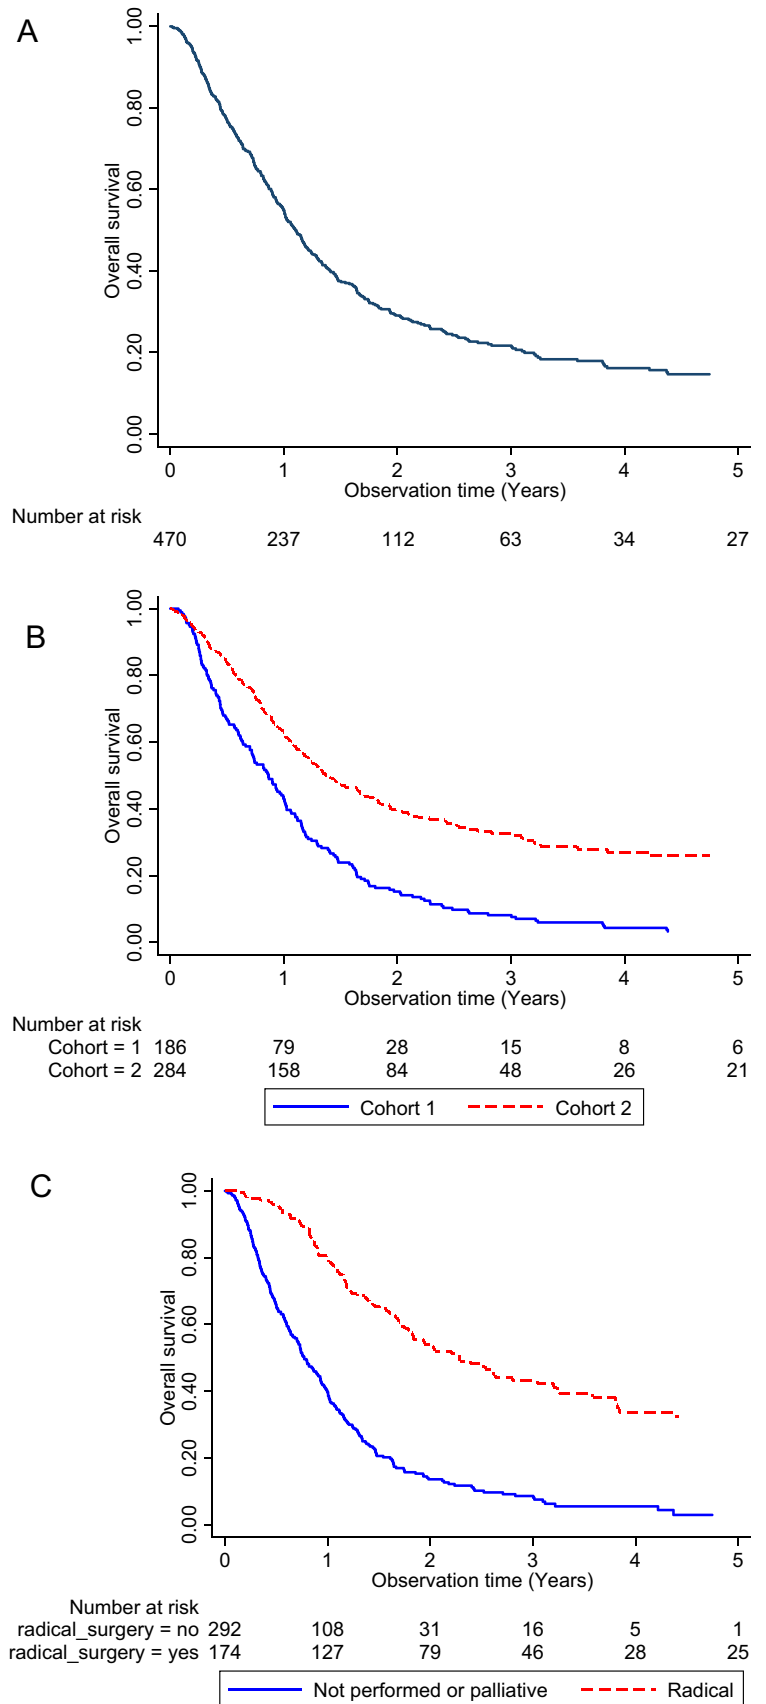 A
Overall survival
1.00
0.80
0.60
0.40
0.20
0.00
0 1 2 3 4 5
Observation time (Years)
Number at risk
470 237 112 63 34 27
B
Overall survival
1.00
0.80
0.60
0.40
0.20
0.00
0 1 2 3 4 5
Observation time (Years)
Number at risk
Cohort = 1 186 79 28 15 8 6
Cohort = 2 284 158 84 48 26 21
Cohort 1 Cohort 2
C
Overall survival
1.00
0.80
0.60
0.40
0.20
0.00
0 1 2 3 4 5
Observation time (Years)
Number at risk
radical_surgery = no 292 108 31 16 5 1
radical_surgery = yes 174 127 79 46 28 25
Not performed or palliative Radical